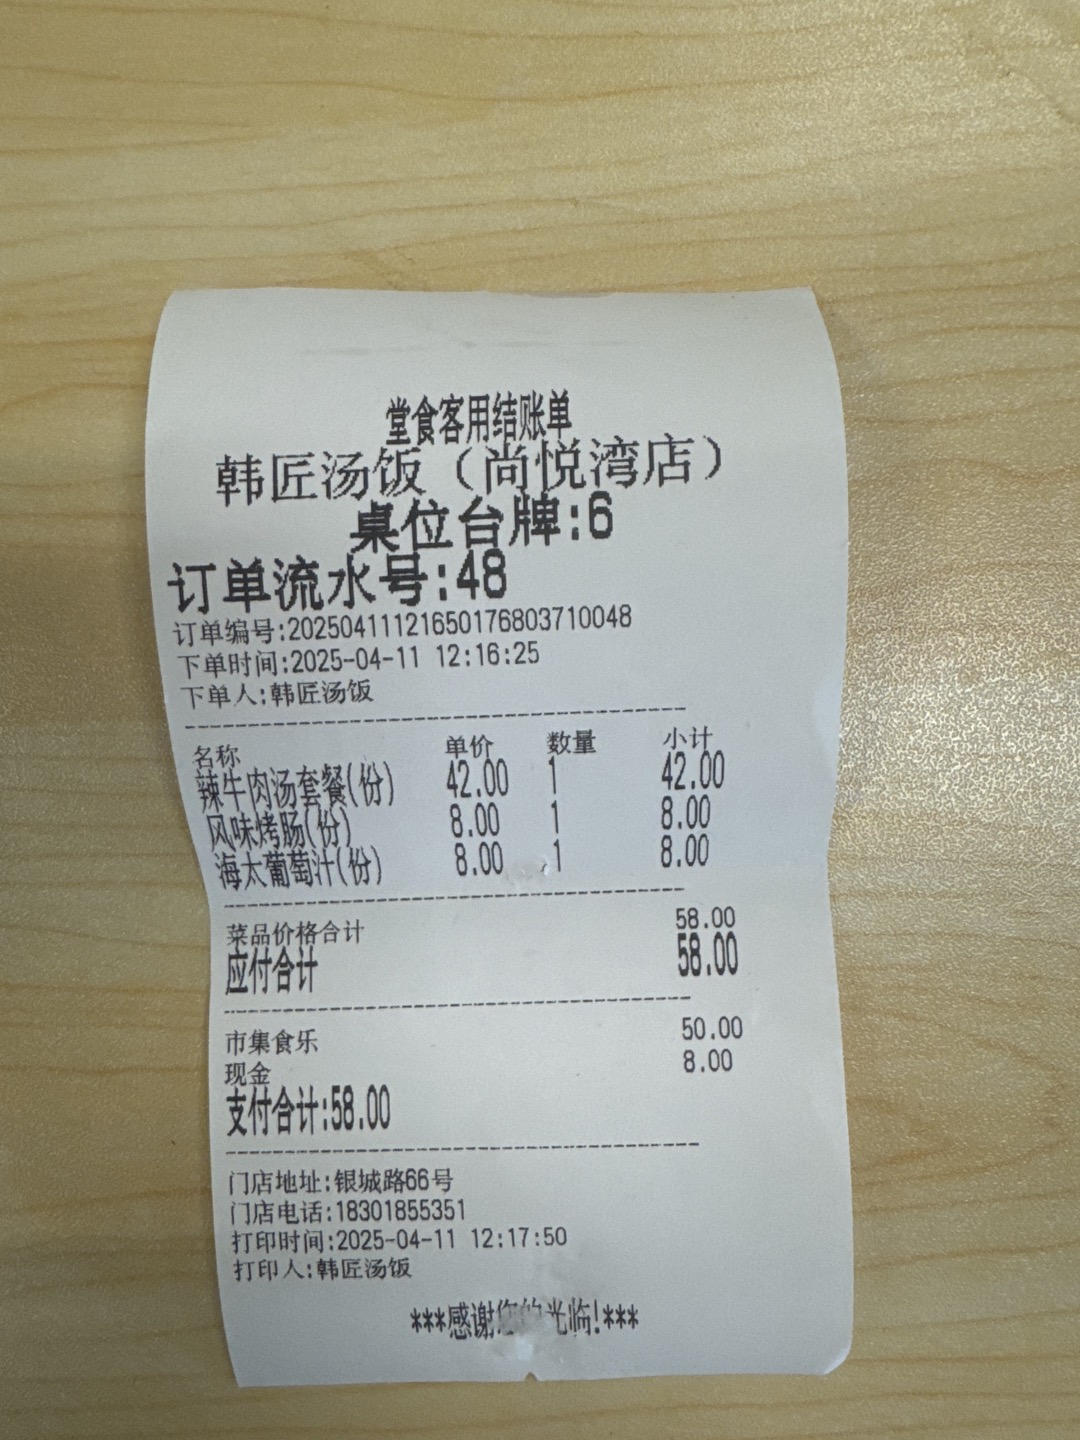 堂食客用结账单
韩匠汤饭（尚悦湾店）
桌位台牌:6
订单流水号:48
订单编号:20250411121650176803710048
下单时间:2025-04-11 12:16:25
下单人:韩匠汤饭
名称 单价 数量 小计
辣牛肉汤套餐(份) 42.00 1 42.00
风味烤肠(份) 8.00 1 8.00
海太葡萄汁(份) 8.00 1 8.00
菜品价格合计 58.00
应付合计 58.00
市集食乐 50.00
现金 8.00
支付合计:58.00
门店地址:银城路66号
门店电话:18301855351
打印时间:2025-04-11 12:17:50
打印人:韩匠汤饭
***感谢您的光临!***